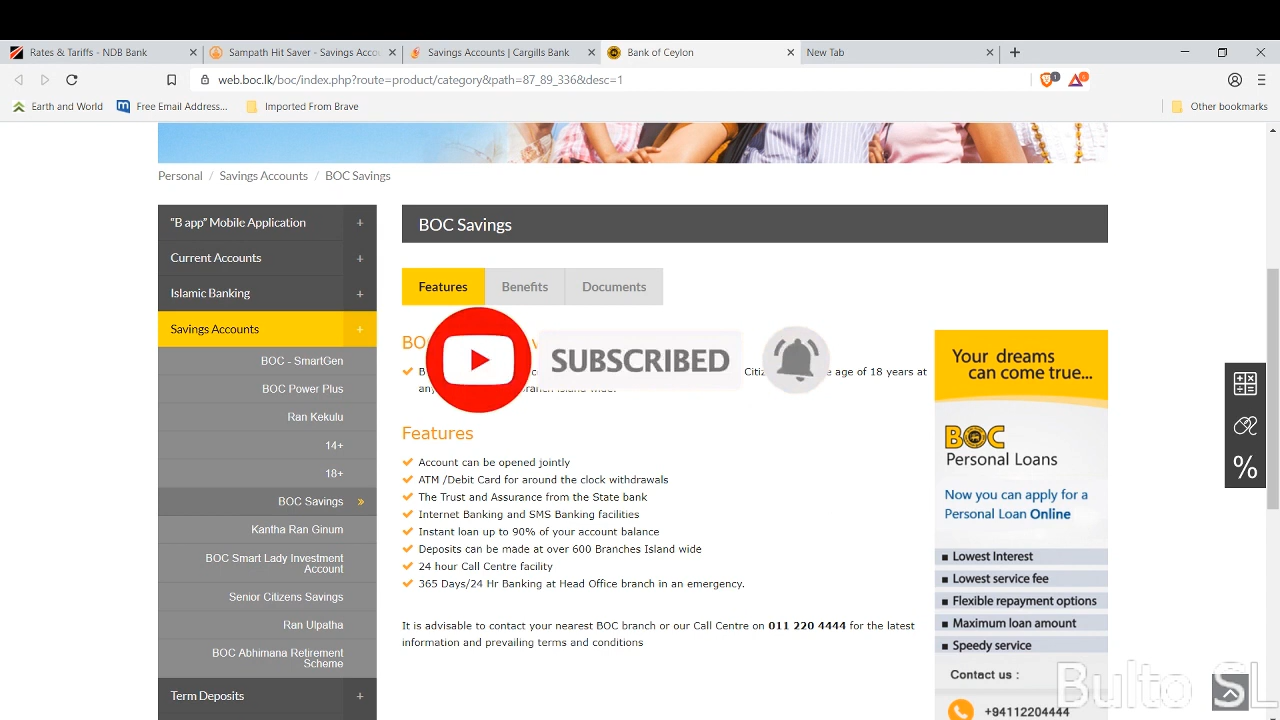 Rates & Tariffs - NDB Bank
Sampath Hit Saver - Savings Accou
Savings Accounts | Cargills Bank
Bank of Ceylon
New Tab
web.boc.lk/boc/index.php?route=product/category&path=87_89_336&desc=1
1
Earth and World
Free Email Address...
Imported From Brave
Other bookmarks
Personal / Savings Accounts / BOC Savings
"B app" Mobile Application +
Current Accounts +
Islamic Banking +
Savings Accounts +
BOC - SmartGen
BOC Power Plus
Ran Kekulu
14+
18+
BOC Savings
Kantha Ran Ginum
BOC Smart Lady Investment
Account
Senior Citizens Savings
Ran Ulpatha
BOC Abhimana Retirement
Scheme
Term Deposits +
BOC Savings
Features
Benefits
Documents
SUBSCRIBED
age of 18 years at
Features
Account can be opened jointly
ATM /Debit Card for around the clock withdrawals
The Trust and Assurance from the State bank
Internet Banking and SMS Banking facilities
Instant loan up to 90% of your account balance
Deposits can be made at over 600 Branches Island wide
24 hour Call Centre facility
365 Days/24 Hr Banking at Head Office branch in an emergency.
It is advisable to contact your nearest BOC branch or our Call Centre on 011 220 4444 for the latest
information and prevailing terms and conditions
Your dreams
can come true...
BOC
Personal Loans
Now you can apply for a
Personal Loan Online
Lowest Interest
Lowest service fee
Flexible repayment options
Maximum loan amount
Speedy service
Contact us :
+94112204444
%
Bulto SL